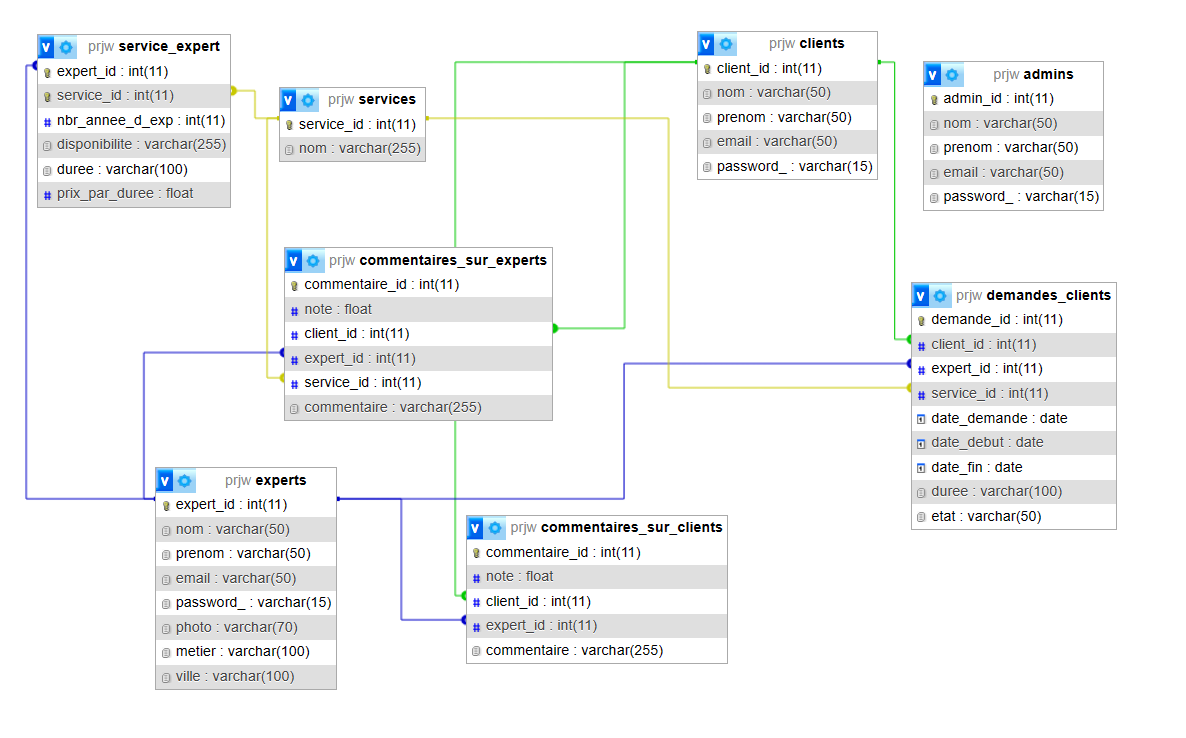 v prjw service_expert
expert_id : int(11)
service_id : int(11)
# nbr_annee_d_exp : int(11)
disponibilite : varchar(255)
duree : varchar(100)
# prix_par_duree : float
v prjw services
service_id : int(11)
nom : varchar(255)
v prjw clients
client_id : int(11)
nom : varchar(50)
prenom : varchar(50)
email : varchar(50)
password_ : varchar(15)
v prjw admins
admin_id : int(11)
nom : varchar(50)
prenom : varchar(50)
email : varchar(50)
password_ : varchar(15)
v prjw commentaires_sur_experts
commentaire_id : int(11)
# note : float
# client_id : int(11)
# expert_id : int(11)
# service_id : int(11)
commentaire : varchar(255)
v prjw demandes_clients
demande_id : int(11)
# client_id : int(11)
# expert_id : int(11)
# service_id : int(11)
date_demande : date
date_debut : date
date_fin : date
duree : varchar(100)
etat : varchar(50)
v prjw experts
expert_id : int(11)
nom : varchar(50)
prenom : varchar(50)
email : varchar(50)
password_ : varchar(15)
photo : varchar(70)
metier : varchar(100)
ville : varchar(100)
v prjw commentaires_sur_clients
commentaire_id : int(11)
# note : float
# client_id : int(11)
# expert_id : int(11)
commentaire : varchar(255)